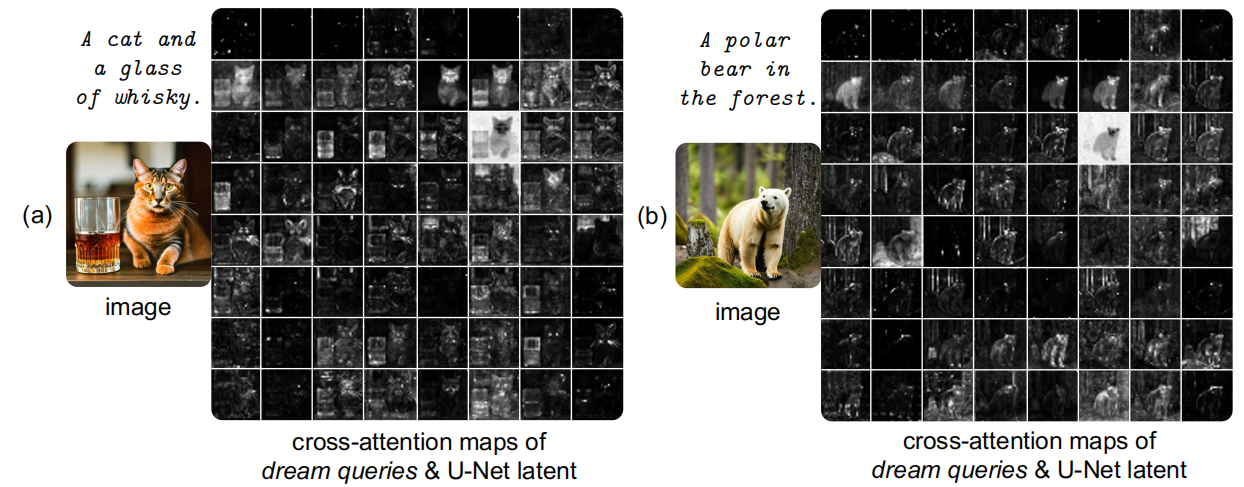 A cat and
a glass
of whisky.
(a)
image
cross-attention maps of
dream queries & U-Net latent
A polar
bear in
the forest.
(b)
image
cross-attention maps of
dream queries & U-Net latent